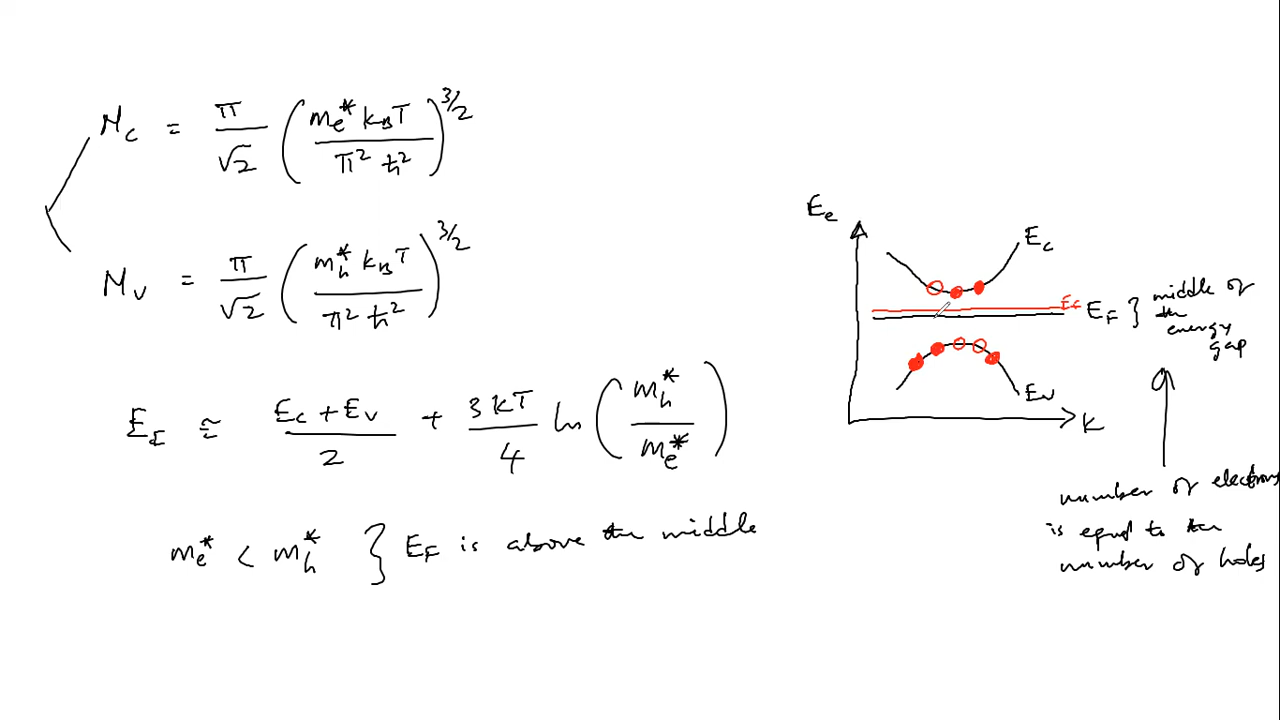 N_c = π/√2 (m_e* k_B T / π² ħ²)^{3/2}
N_v = π/√2 (m_h* k_B T / π² ħ²)^{3/2}
E_F ≅ (E_c + E_v)/2 + 3kT/4 ln (m_h*/m_e*)
m_e* < m_h* } E_F is above the middle
E_e
E_c
E_F } middle of
the
energy
gap
E_v
k
number of electrons
is equal to the
number of holes